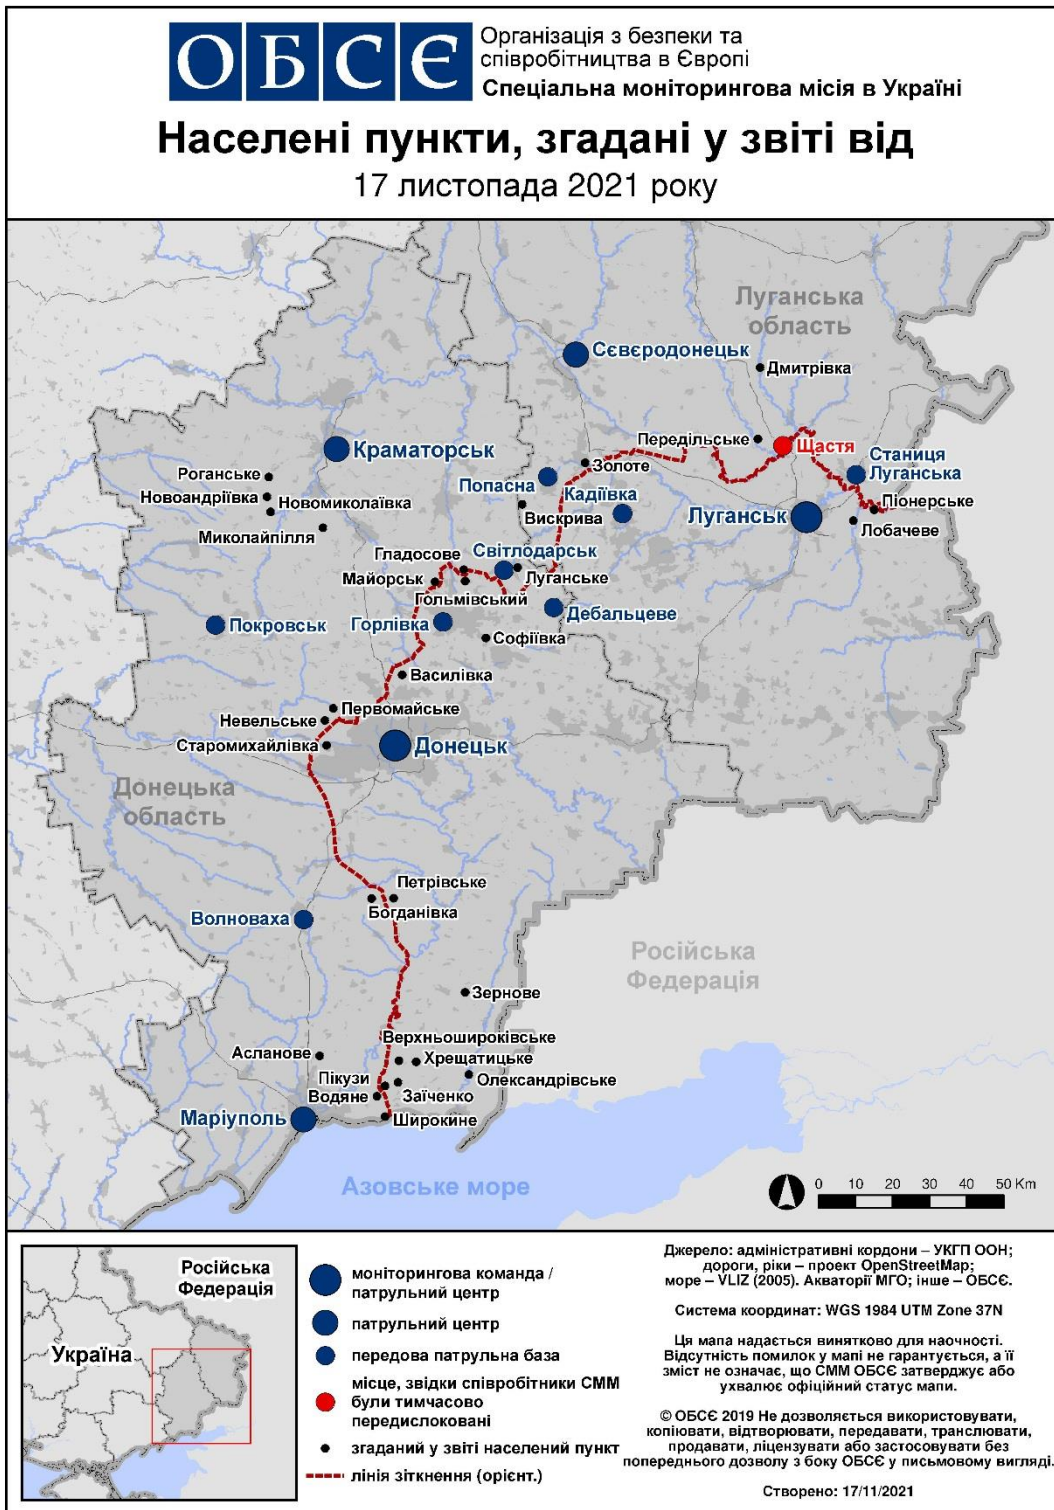 ОБСЄ
Організація з безпеки та
співробітництва в Європі
Спеціальна моніторингова місія в Україні
Населені пункти, згадані у звіті від
17 листопада 2021 року
Луганська
область
Сєвєродонецьк
Дмитрівка
Передільське
Щастя
Краматорськ
Золоте
Станиця
Луганська
Роганське
Попасна
Кадіївка
Новоандріївка
Новомиколаївка
Вискрива
Луганськ
Піонерське
Миколайпілля
Лобачеве
Гладосове
Світлодарськ
Майорськ
Луганське
Гольмівський
Дебальцеве
Покровськ
Горлівка
Софіївка
Василівка
Первомайське
Невельське
Старомихайлівка
Донецьк
Донецька
область
Петрівське
Богданівка
Волноваха
Російська
Федерація
Зернове
Верхньошироківське
Асланове
Хрещатицьке
Пікузи
Олександрівське
Водяне
Заїченко
Маріуполь
Широкине
Азовське море
0 10 20 30 40 50 Km
Російська
Федерація
Україна
моніторингова команда /
патрульний центр
патрульний центр
передова патрульна база
місце, звідки співробітники СММ
були тимчасово
передислоковані
згаданий у звіті населений пункт
лінія зіткнення (орієнт.)
Джерело: адміністративні кордони – УКГП ООН;
дороги, ріки – проект OpenStreetMap;
море – VLIZ (2005). Акваторії МГО; інше – ОБСЄ.
Система координат: WGS 1984 UTM Zone 37N
Ця мапа надається винятково для наочності.
Відсутність помилок у мапі не гарантується, а її
зміст не означає, що СММ ОБСЄ затверджує або
ухвалює офіційний статус мапи.
© ОБСЄ 2019 Не дозволяється використовувати,
копіювати, відтворювати, передавати, транслювати,
продавати, ліцензувати або застосовувати без
попереднього дозволу з боку ОБСЄ у письмовому вигляді.
Створено: 17/11/2021